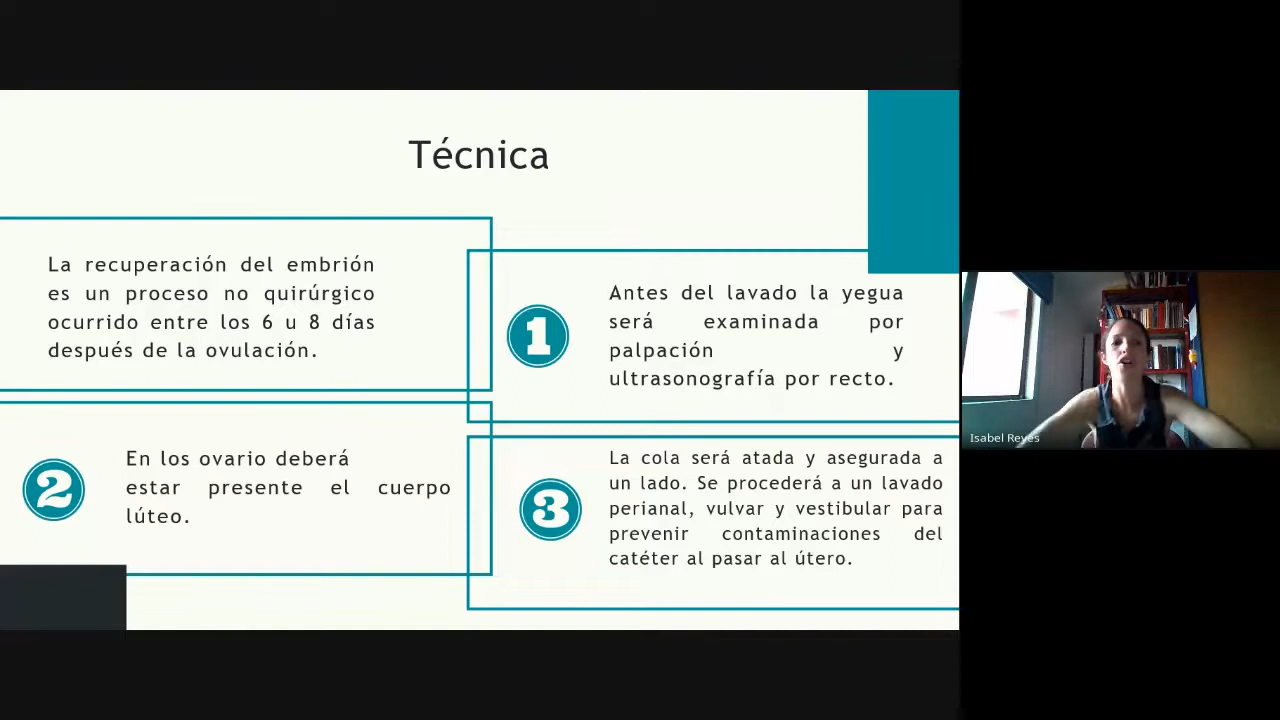 Técnica
La recuperación del embrión
es un proceso no quirúrgico
ocurrido entre los 6 u 8 días
después de la ovulación.
1
Antes del lavado la yegua
será examinada por
palpación y
ultrasonografía por recto.
2
En los ovario deberá
estar presente el cuerpo
lúteo.
3
La cola será atada y asegurada a
un lado. Se procederá a un lavado
perianal, vulvar y vestibular para
prevenir contaminaciones del
catéter al pasar al útero.
Isabel Reyes